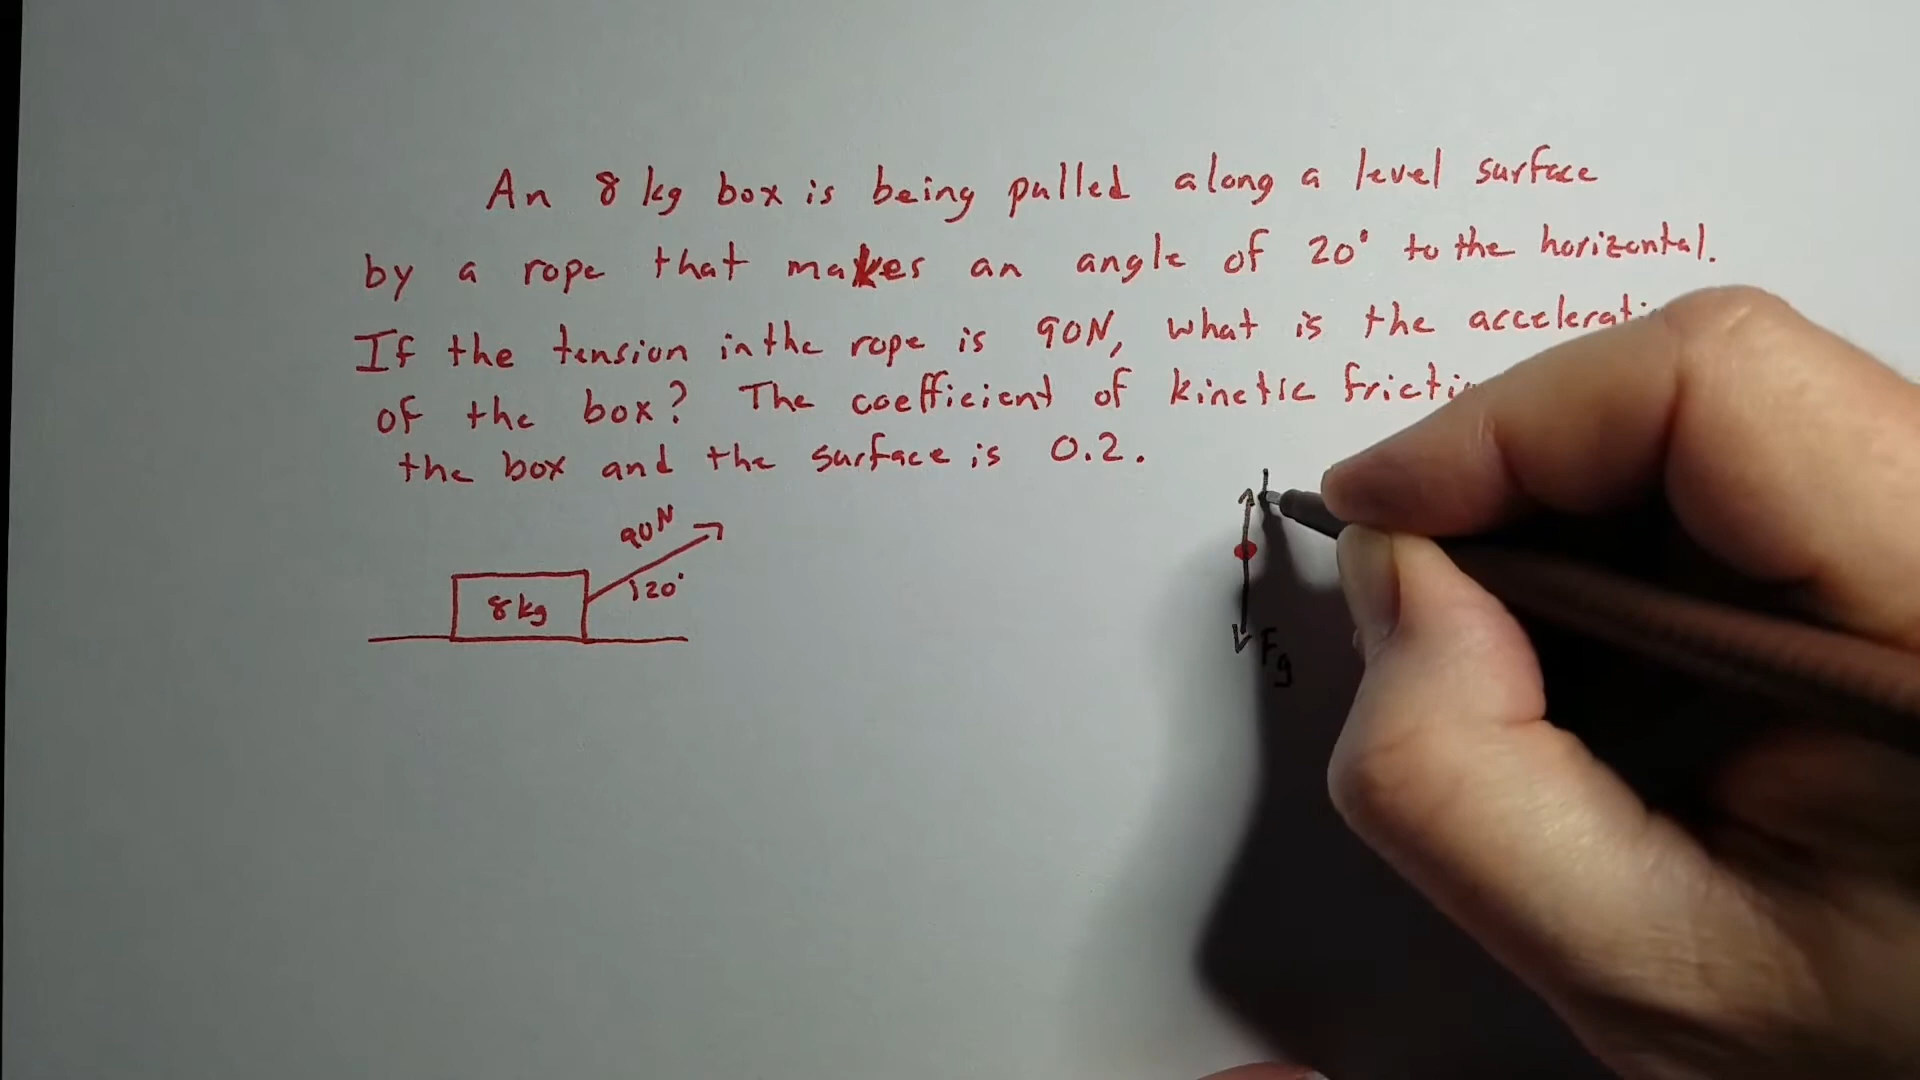 An 8 kg box is being pulled along a level surface
by a rope that makes an angle of 20° to the horizontal.
If the tension in the rope is 90N, what is the
of the box? The coefficient of kinetic
the box and the surface is 0.2.
90N
20°
8kg
Fg